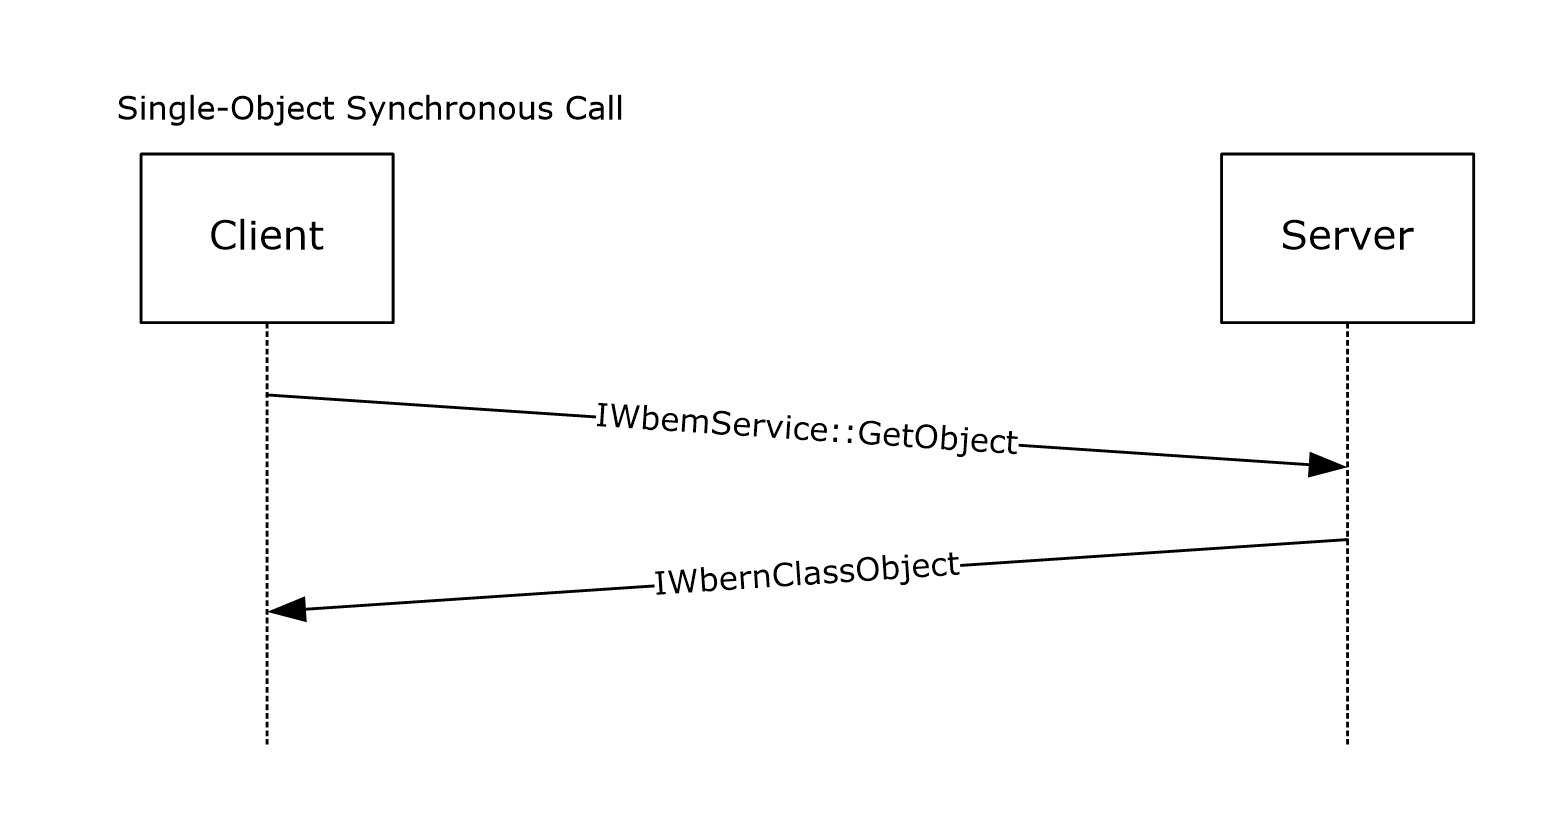 Single-Object Synchronous Call
Client
Server
IWbemService::GetObject
IWbernClassObject